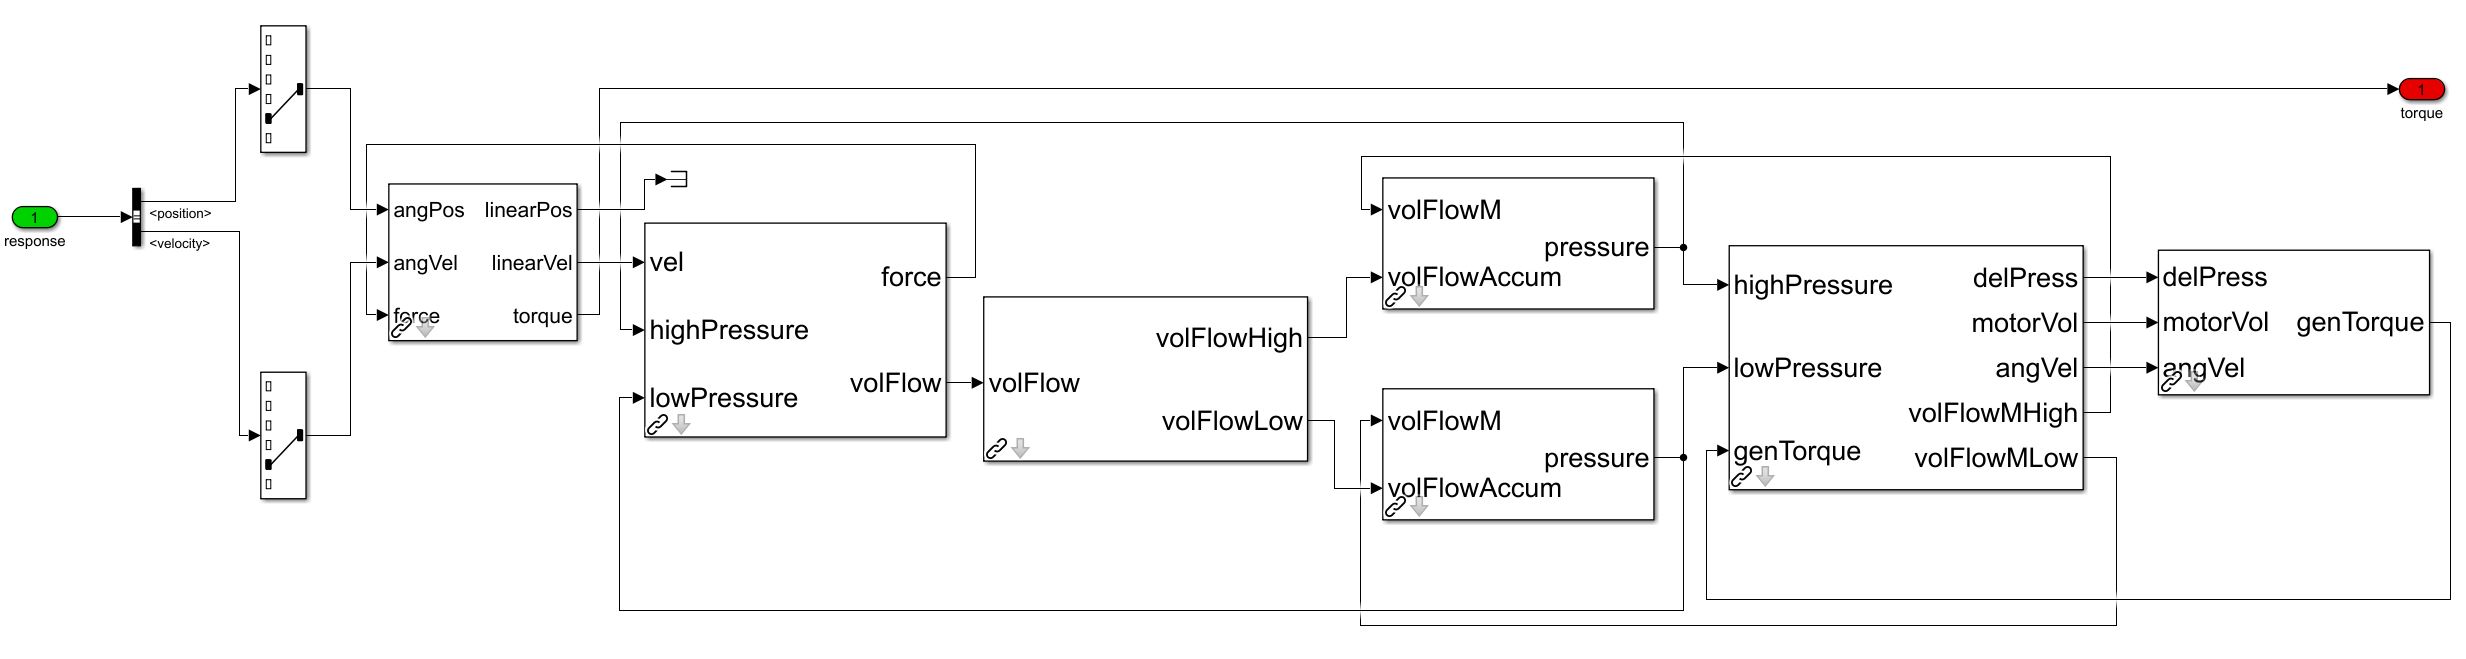 1
response
<position>
<velocity>
angPos
angVel
force
linearPos
linearVel
torque
vel
highPressure
lowPressure
force
volFlow
volFlow
volFlowHigh
volFlowLow
volFlowM
volFlowAccum
pressure
volFlowM
volFlowAccum
pressure
highPressure
lowPressure
genTorque
delPress
motorVol
angVel
volFlowMHigh
volFlowMLow
delPress
motorVol
angVel
genTorque
1
torque